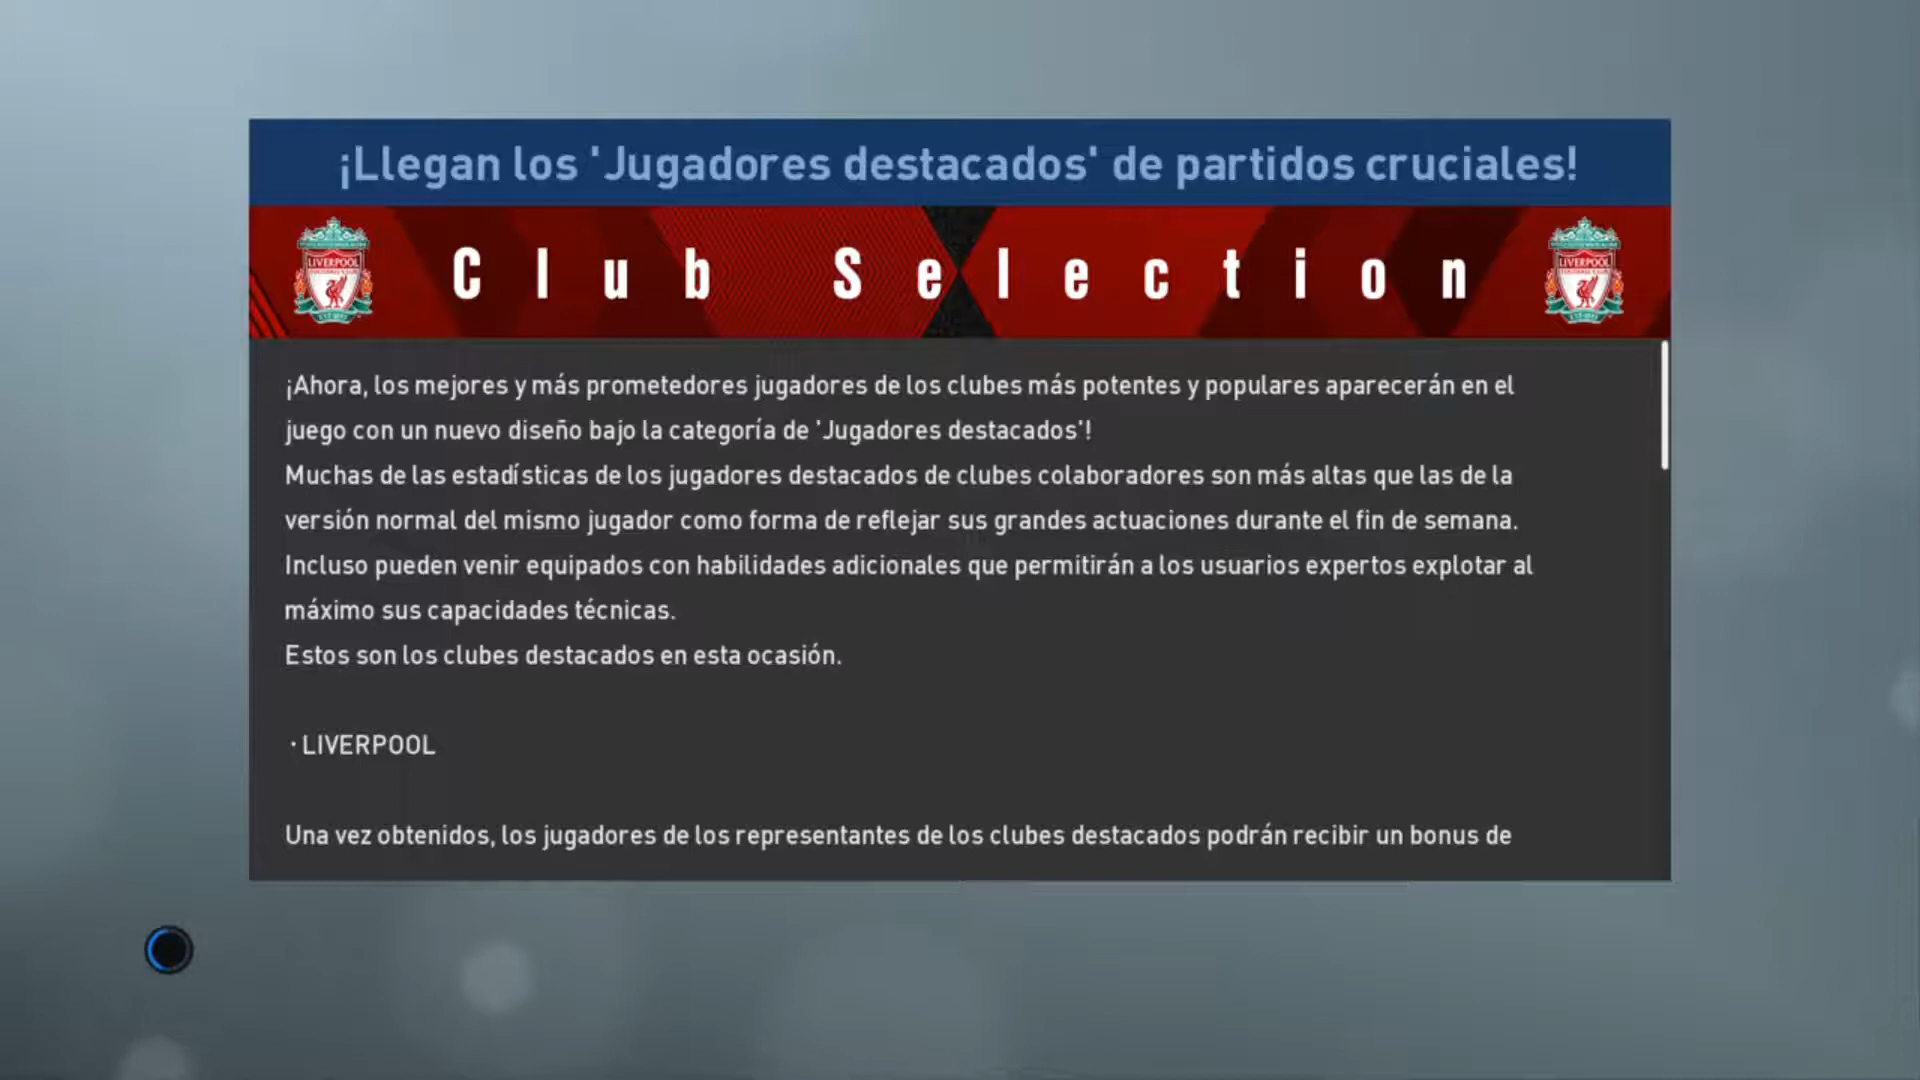 ¡Llegan los 'Jugadores destacados' de partidos cruciales!
LIVERPOOL
Club Selection
LIVERPOOL
¡Ahora, los mejores y más prometedores jugadores de los clubes más potentes y populares aparecerán en el
juego con un nuevo diseño bajo la categoría de 'Jugadores destacados'!
Muchas de las estadísticas de los jugadores destacados de clubes colaboradores son más altas que las de la
versión normal del mismo jugador como forma de reflejar sus grandes actuaciones durante el fin de semana.
Incluso pueden venir equipados con habilidades adicionales que permitirán a los usuarios expertos explotar al
máximo sus capacidades técnicas.
Estos son los clubes destacados en esta ocasión.
・LIVERPOOL
Una vez obtenidos, los jugadores de los representantes de los clubes destacados podrán recibir un bonus de